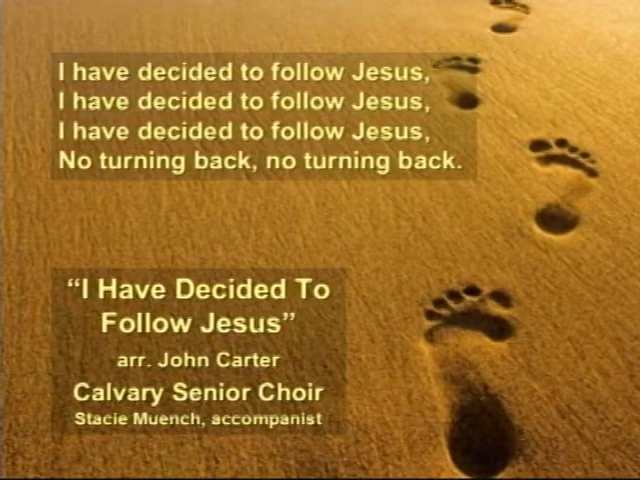 I have decided to follow Jesus,
I have decided to follow Jesus,
I have decided to follow Jesus,
No turning back, no turning back.
“I Have Decided To
Follow Jesus”
arr. John Carter
Calvary Senior Choir
Stacie Muench, accompanist